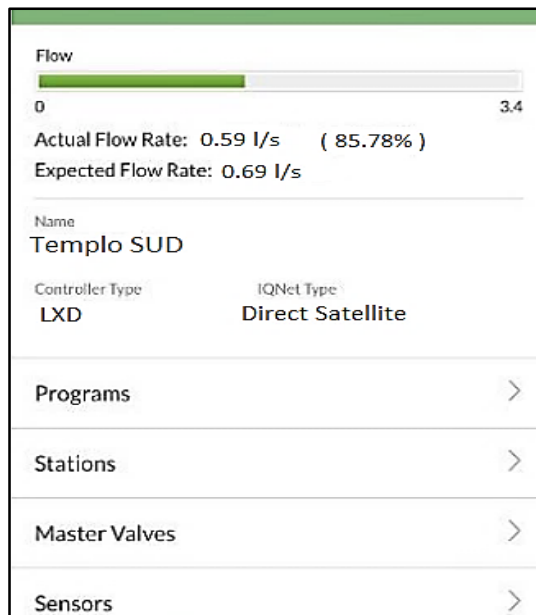 Flow
0 3.4
Actual Flow Rate: 0.59 l/s ( 85.78% )
Expected Flow Rate: 0.69 l/s
Name
Templo SUD
Controller Type IQNet Type
LXD Direct Satellite
Programs
Stations
Master Valves
Sensors